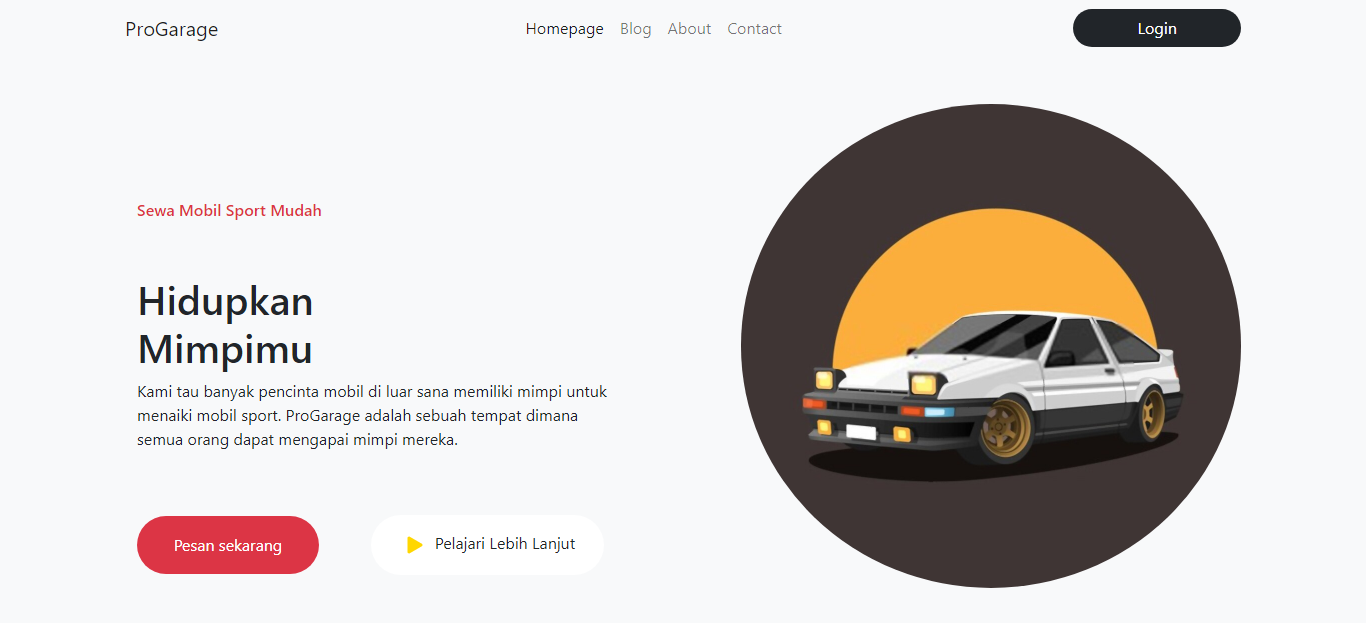 ProGarage
Homepage Blog About Contact
Login
Sewa Mobil Sport Mudah
Hidupkan
Mimpimu
Kami tau banyak pencinta mobil di luar sana memiliki mimpi untuk
menaiki mobil sport. ProGarage adalah sebuah tempat dimana
semua orang dapat mengapai mimpi mereka.
Pesan sekarang
Pelajari Lebih Lanjut